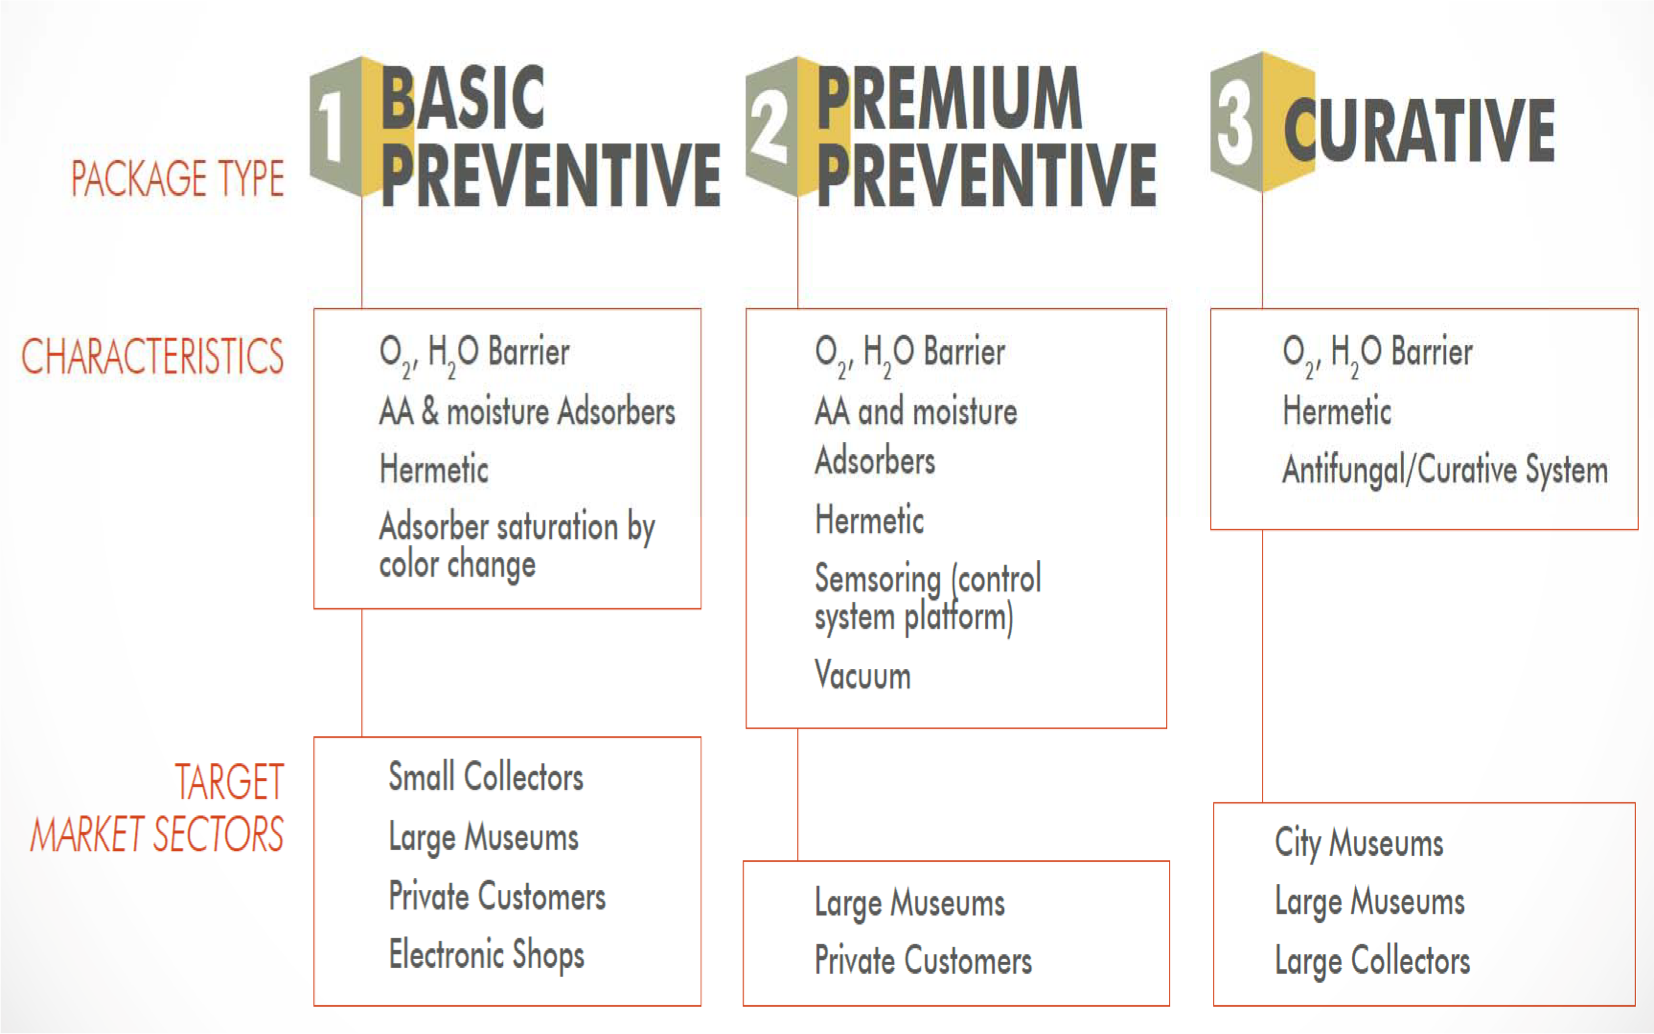 PACKAGE TYPE
1 BASIC
PREVENTIVE
2 PREMIUM
PREVENTIVE
3 CURATIVE
CHARACTERISTICS
O₂, H₂O Barrier
AA & moisture Adsorbers
Hermetic
Adsorber saturation by
color change
O₂, H₂O Barrier
AA and moisture
Adsorbers
Hermetic
Semsoring (control
system platform)
Vacuum
O₂, H₂O Barrier
Hermetic
Antifungal/Curative System
TARGET
MARKET SECTORS
Small Collectors
Large Museums
Private Customers
Electronic Shops
Large Museums
Private Customers
City Museums
Large Museums
Large Collectors